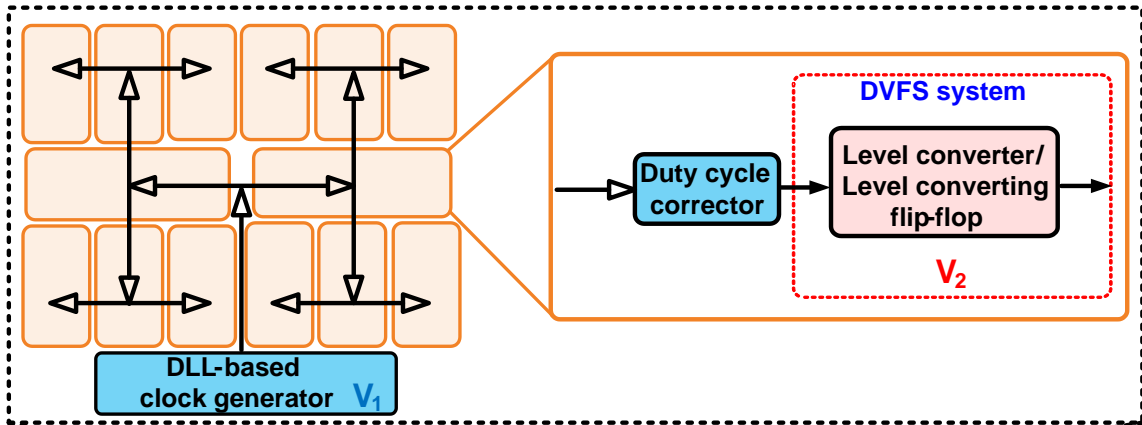 DVFS system
Duty cycle
corrector
Level converter/
Level converting
flip-flop
V₂
DLL-based
clock generator V₁